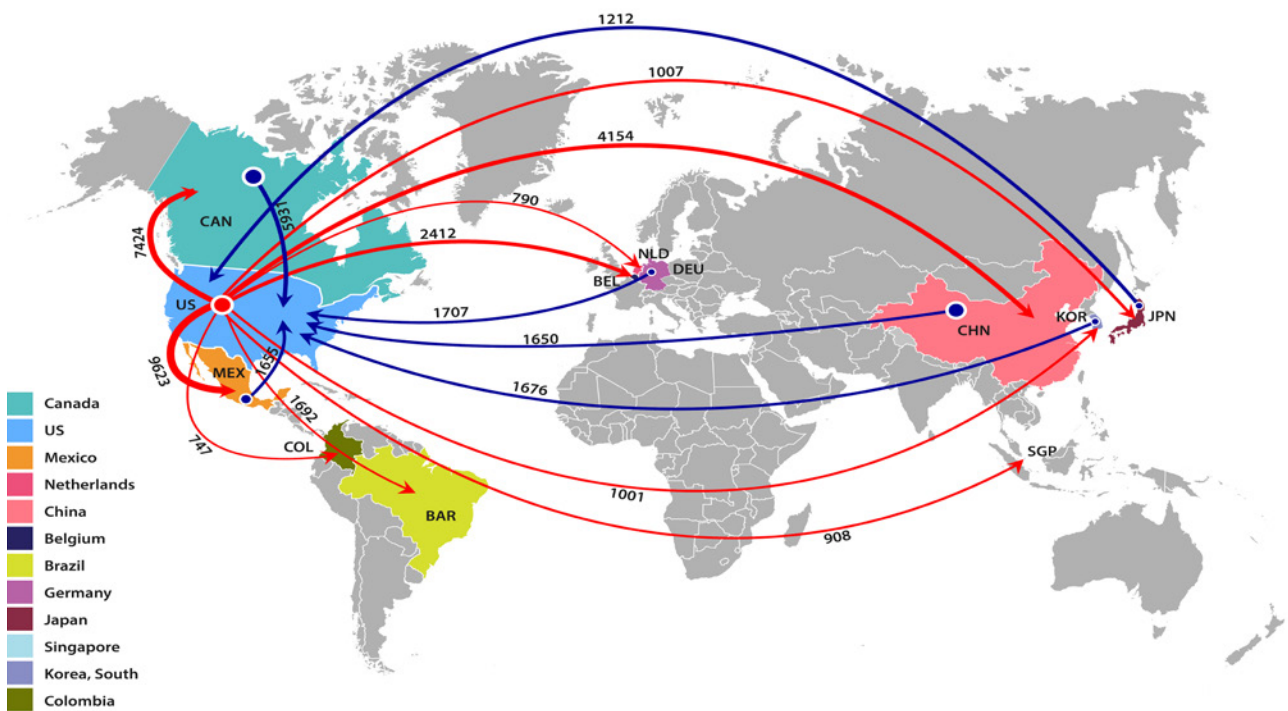 1212
1007
4154
790
2412
5931
CAN
7424
NLD
DEU
BEL
US
1707
1650
CHN
KOR
JPN
9623
MEX
1655
1676
1692
747
COL
SGP
1001
BAR
908
Canada
US
Mexico
Netherlands
China
Belgium
Brazil
Germany
Japan
Singapore
Korea, South
Colombia